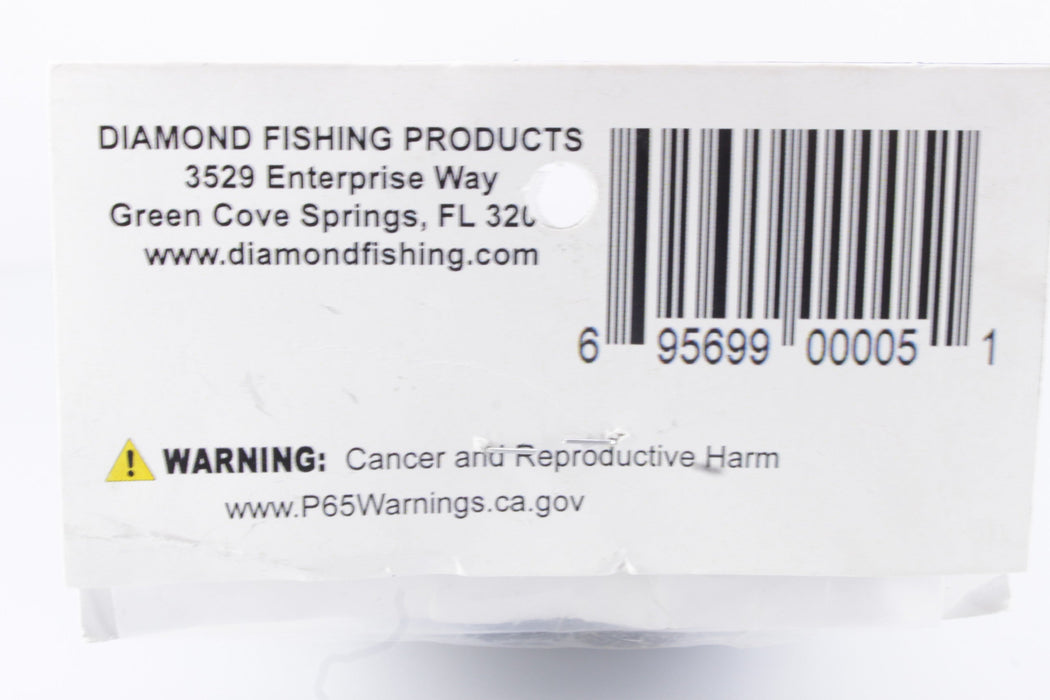 DIAMOND FISHING PRODUCTS
3529 Enterprise Way
Green Cove Springs, FL
www.diamondfishing.com
6 95699 00005 1
WARNING: Cancer and Reproductive Harm
www.P65Warnings.ca.gov